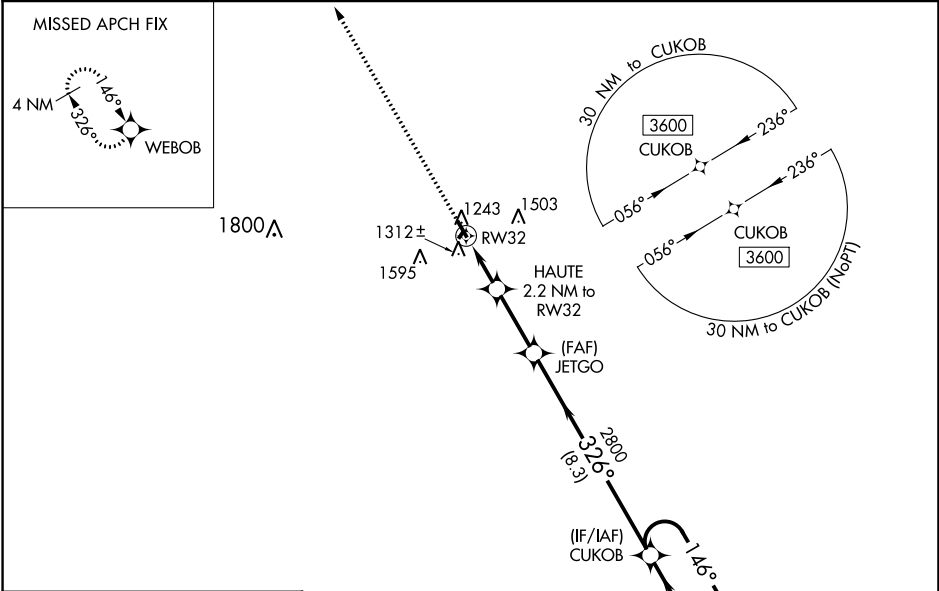 MISSED APCH FIX
4 NM
146°
326°
WEBOB
30 NM to CUKOB
3600
CUKOB
236°
056°
236°
056°
CUKOB
3600
30 NM to CUKOB (NoPT)
1800
1243
1503
1312±
RW32
1595
HAUTE
2.2 NM to
RW32
(FAF)
JETGO
2800
326°
(8.3)
(IF/IAF)
CUKOB
146°